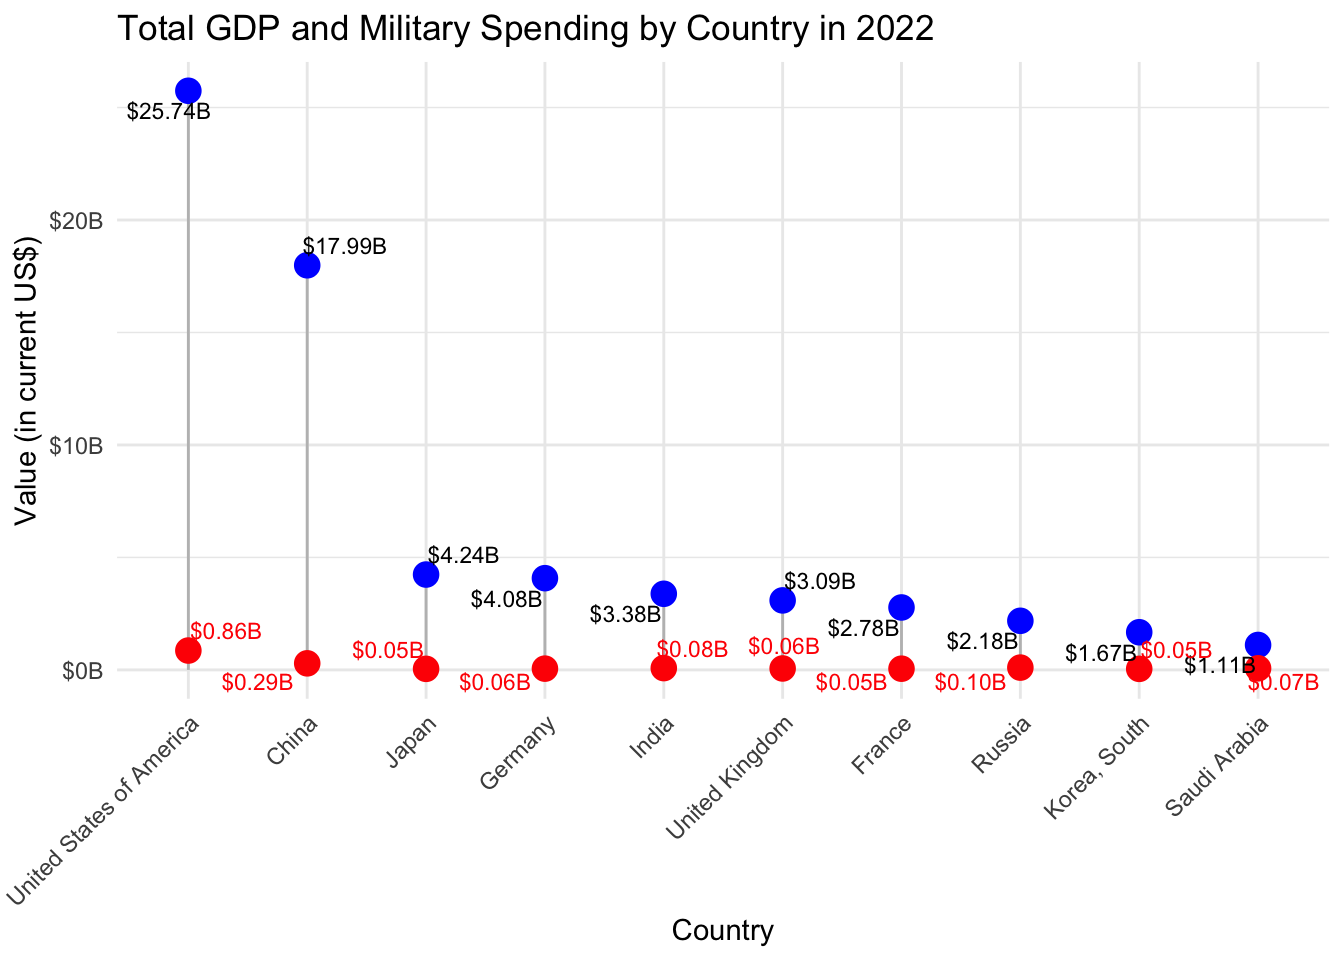 Total GDP and Military Spending by Country in 2022
Value (in current US$)
$20B
$10B
$0B
$25.74B
$17.99B
$4.24B
$4.08B
$3.38B
$3.09B
$2.78B
$2.18B
$1.67B
$1.11B
$0.86B
$0.29B
$0.05B
$0.06B
$0.08B
$0.06B
$0.05B
$0.10B
$0.05B
$0.07B
United States of America
China
Japan
Germany
India
United Kingdom
France
Russia
Korea, South
Saudi Arabia
Country